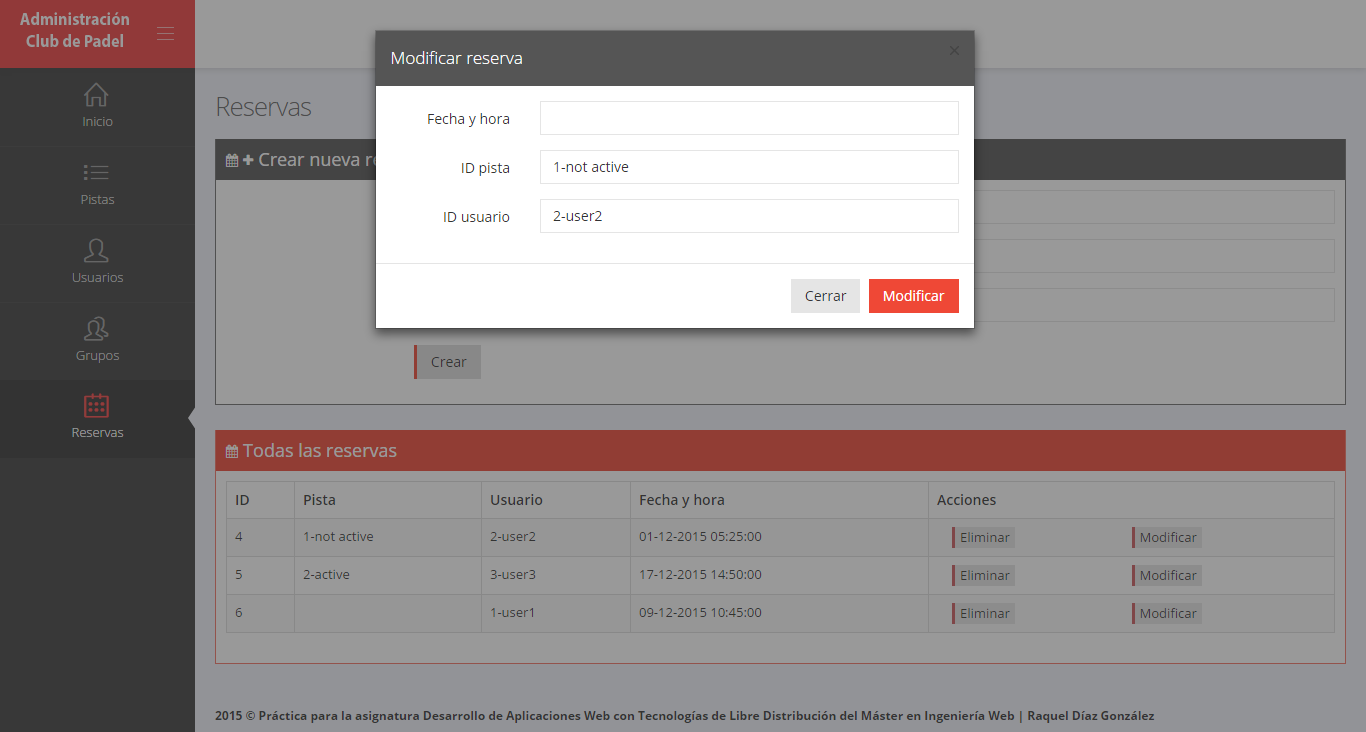 Administración
Club de Padel
Inicio
Pistas
Usuarios
Grupos
Reservas
Modificar reserva
×
Fecha y hora
ID pista
1-not active
ID usuario
2-user2
Cerrar
Modificar
Reservas
Crear nueva re
Crear
Todas las reservas
ID Pista Usuario Fecha y hora Acciones
4 1-not active 2-user2 01-12-2015 05:25:00 Eliminar Modificar
5 2-active 3-user3 17-12-2015 14:50:00 Eliminar Modificar
6 1-user1 09-12-2015 10:45:00 Eliminar Modificar
2015 © Práctica para la asignatura Desarrollo de Aplicaciones Web con Tecnologías de Libre Distribución del Máster en Ingeniería Web | Raquel Díaz González